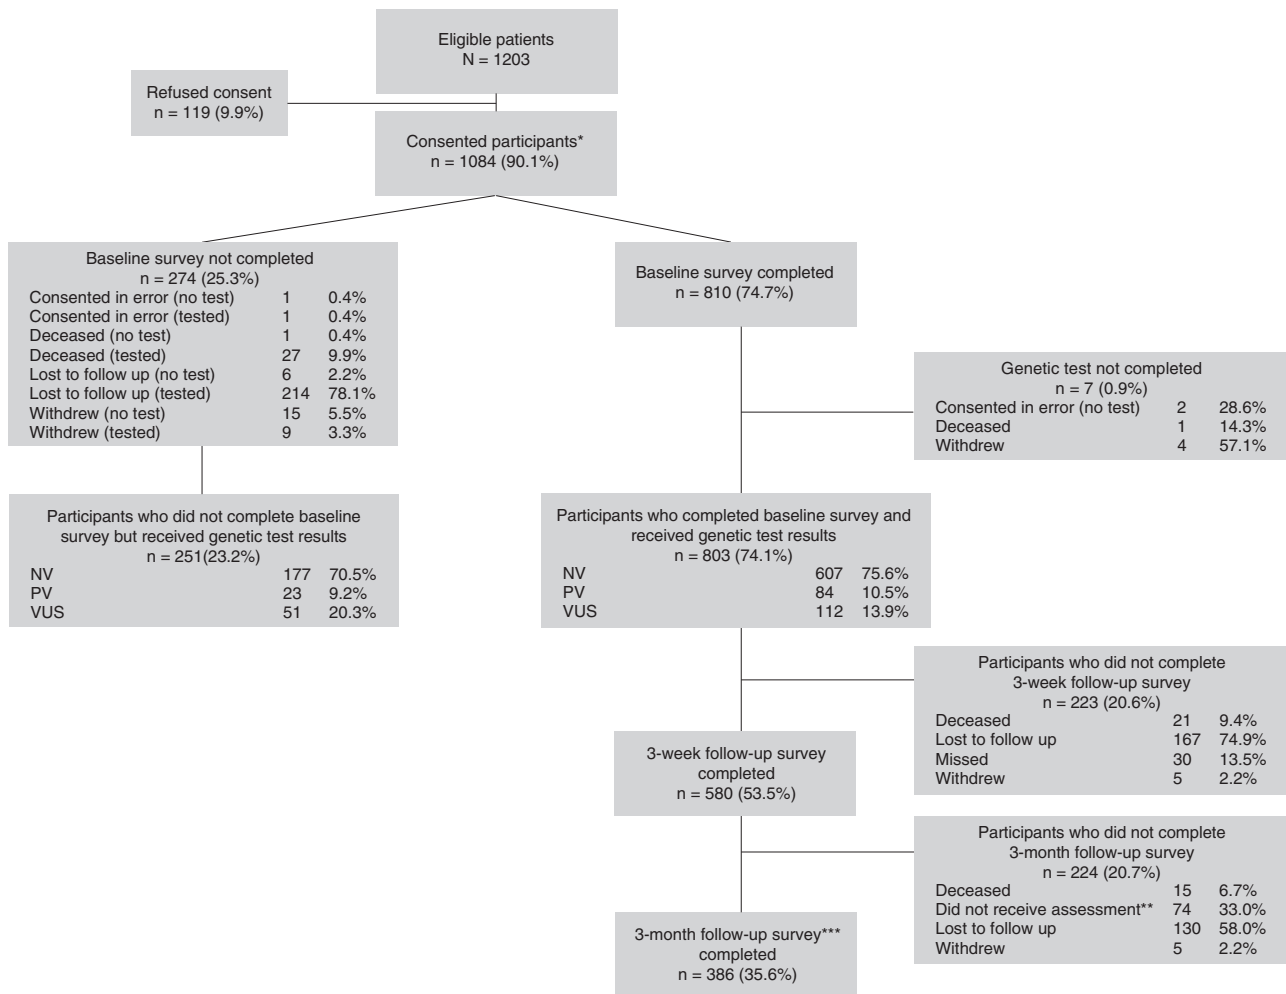 Eligible patients
N = 1203
Refused consent
n = 119 (9.9%)
Consented participants*
n = 1084 (90.1%)
Baseline survey not completed
n = 274 (25.3%)
Consented in error (no test) 1 0.4%
Consented in error (tested) 1 0.4%
Deceased (no test) 1 0.4%
Deceased (tested) 27 9.9%
Lost to follow up (no test) 6 2.2%
Lost to follow up (tested) 214 78.1%
Withdrew (no test) 15 5.5%
Withdrew (tested) 9 3.3%
Baseline survey completed
n = 810 (74.7%)
Genetic test not completed
n = 7 (0.9%)
Consented in error (no test) 2 28.6%
Deceased 1 14.3%
Withdrew 4 57.1%
Participants who did not complete baseline
survey but received genetic test results
n = 251(23.2%)
NV 177 70.5%
PV 23 9.2%
VUS 51 20.3%
Participants who completed baseline survey and
received genetic test results
n = 803 (74.1%)
NV 607 75.6%
PV 84 10.5%
VUS 112 13.9%
Participants who did not complete
3-week follow-up survey
n = 223 (20.6%)
Deceased 21 9.4%
Lost to follow up 167 74.9%
Missed 30 13.5%
Withdrew 5 2.2%
3-week follow-up survey
completed
n = 580 (53.5%)
Participants who did not complete
3-month follow-up survey
n = 224 (20.7%)
Deceased 15 6.7%
Did not receive assessment** 74 33.0%
Lost to follow up 130 58.0%
Withdrew 5 2.2%
3-month follow-up survey***
completed
n = 386 (35.6%)